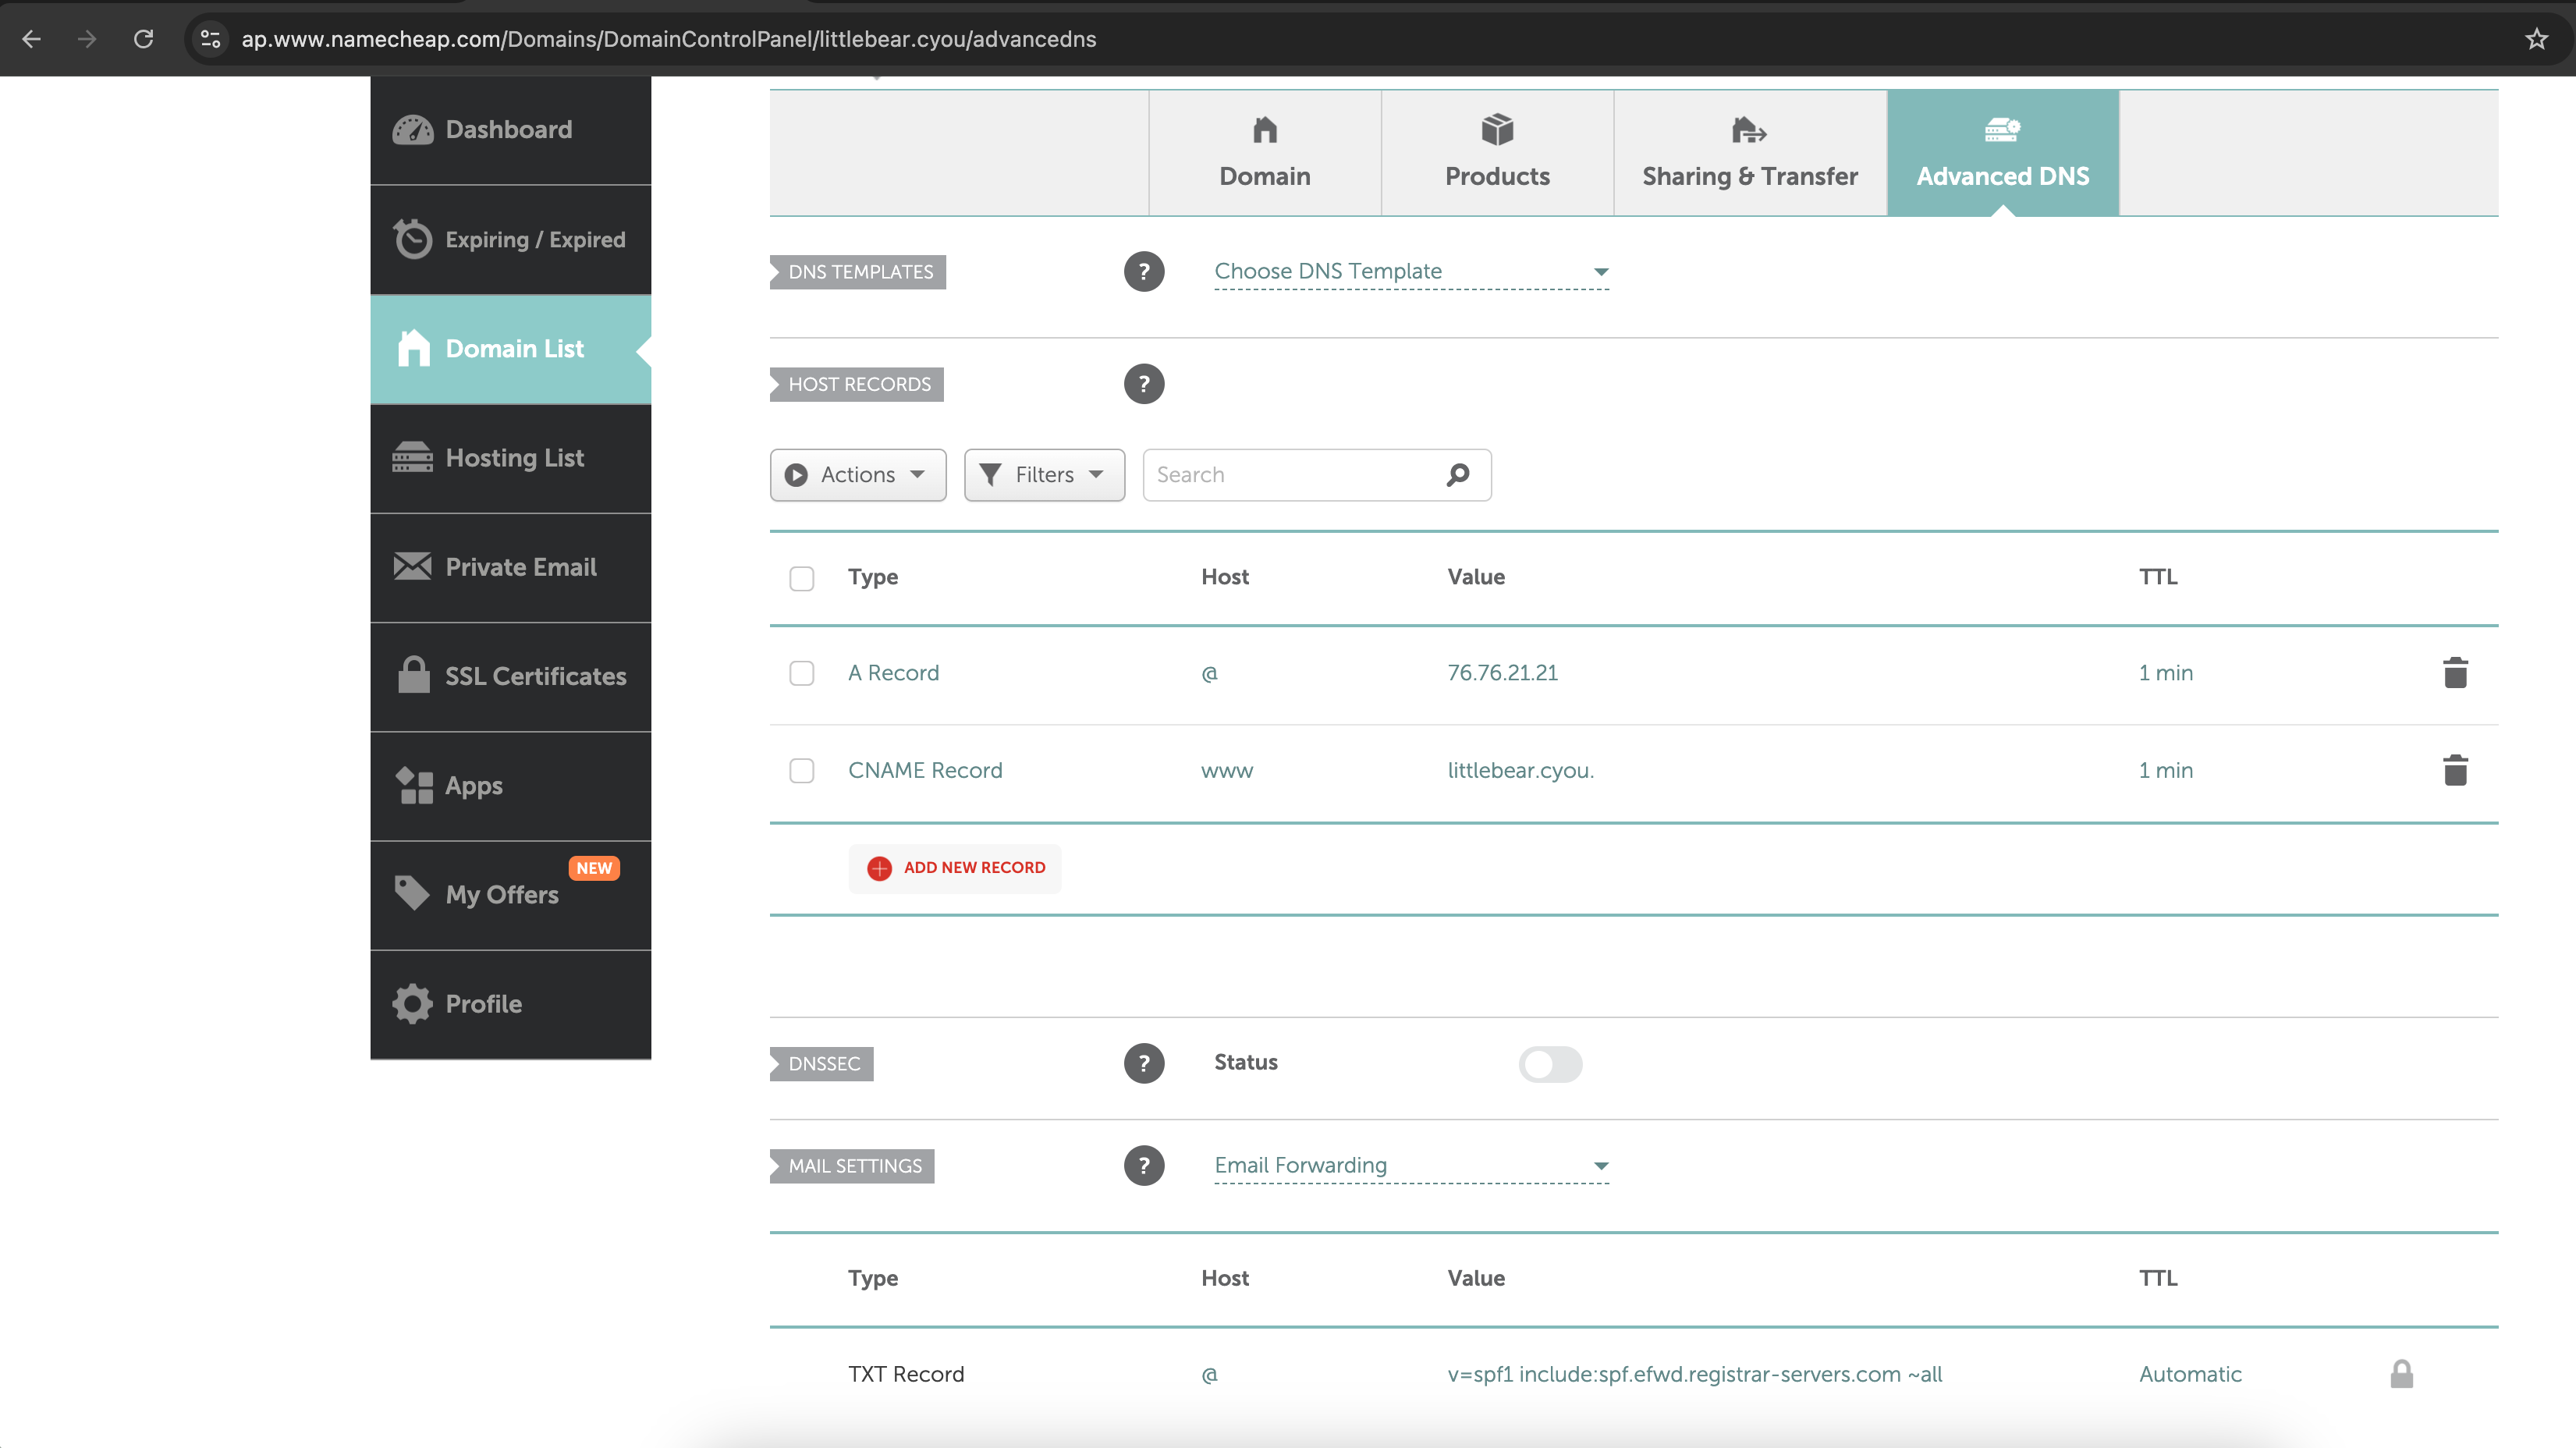 ap.www.namecheap.com/Domains/DomainControlPanel/littlebear.cyou/advancedns
Dashboard
Expiring / Expired
Domain List
Hosting List
Private Email
SSL Certificates
Apps
NEW
My Offers
Profile
Domain
Products
Sharing & Transfer
Advanced DNS
DNS TEMPLATES
?
Choose DNS Template
HOST RECORDS
?
Actions
Filters
Search
Type Host Value TTL
A Record @ 76.76.21.21 1 min
CNAME Record www littlebear.cyou. 1 min
ADD NEW RECORD
DNSSEC
?
Status
MAIL SETTINGS
?
Email Forwarding
Type Host Value TTL
TXT Record @ v=spf1 include:spf.efwd.registrar-servers.com ~all Automatic